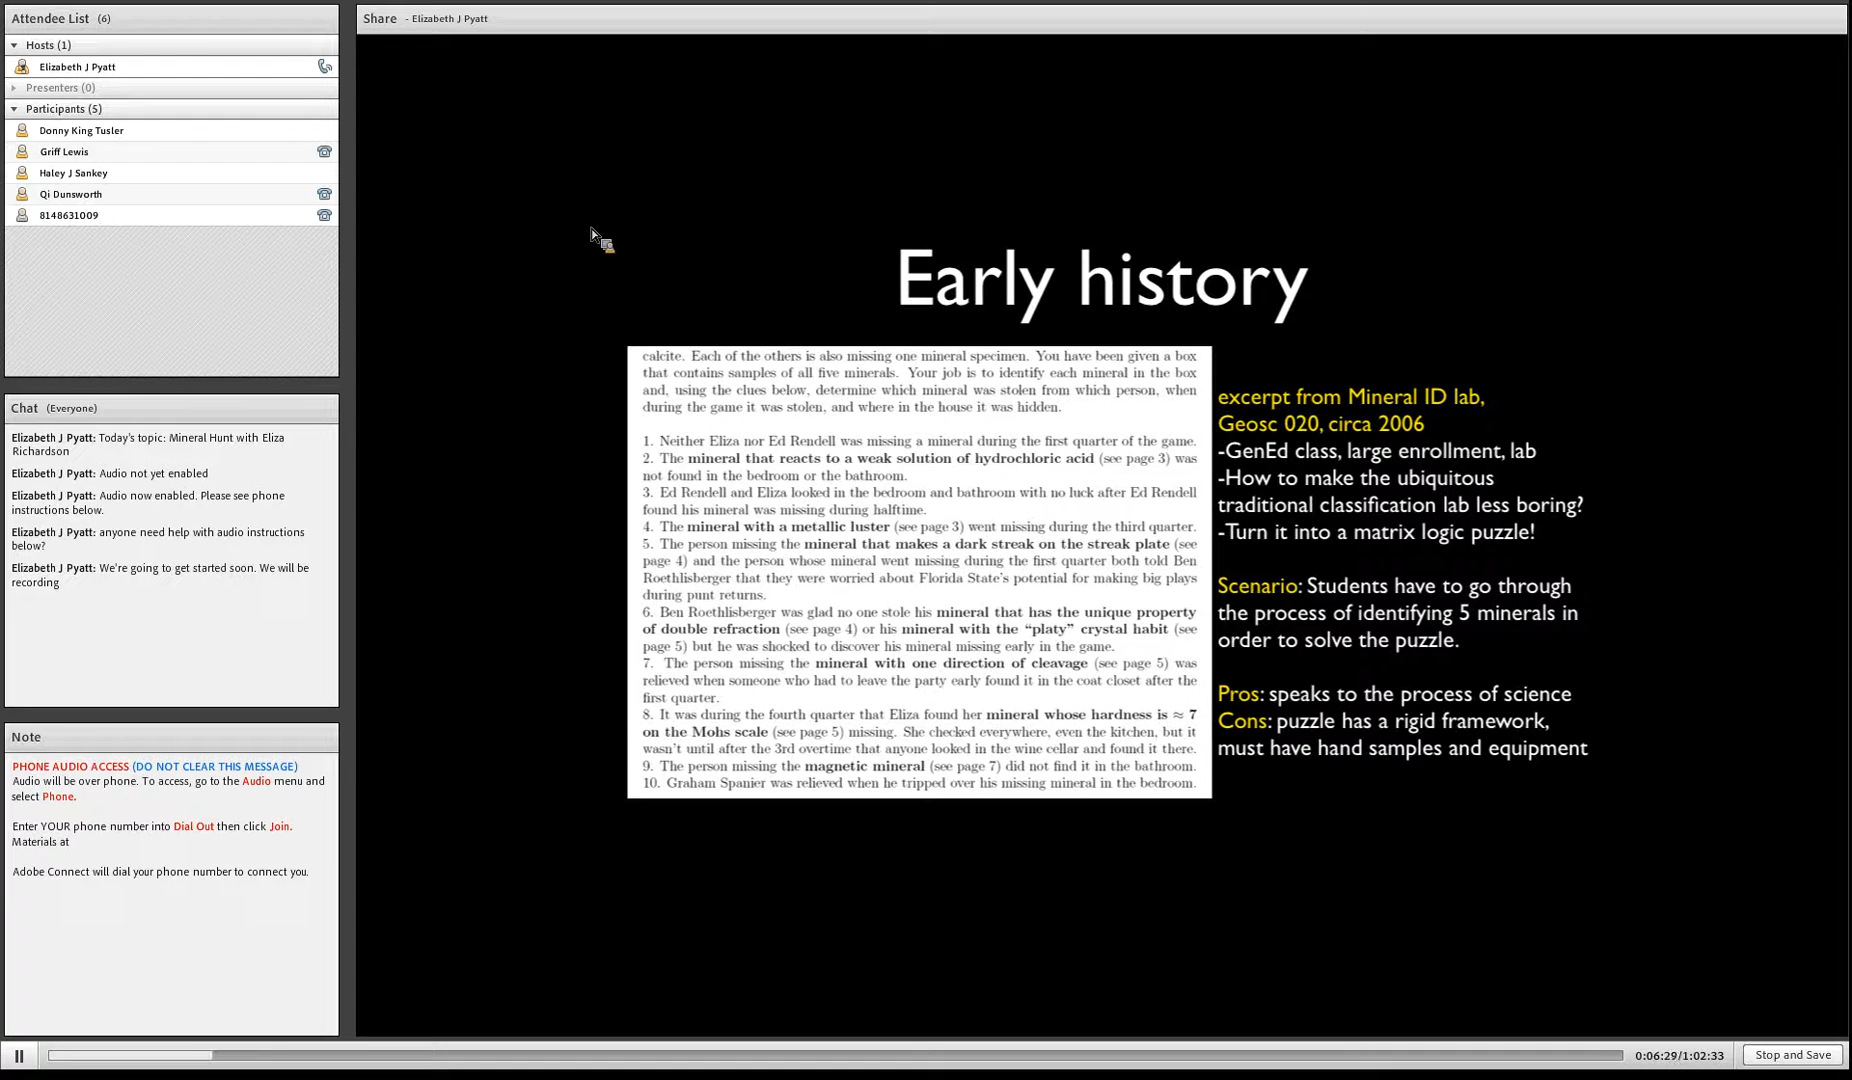 Attendee List (6)
Hosts (1)
Elizabeth J Pyatt
Presenters (0)
Participants (5)
Donny King Tusler
Griff Lewis
Haley J Sankey
Qi Dunsworth
8148631009
Chat (Everyone)
Elizabeth J Pyatt: Today's topic: Mineral Hunt with Eliza
Richardson
Elizabeth J Pyatt: Audio not yet enabled
Elizabeth J Pyatt: Audio now enabled. Please see phone
instructions below.
Elizabeth J Pyatt: anyone need help with audio instructions
below?
Elizabeth J Pyatt: We're going to get started soon. We will be
recording
Note
PHONE AUDIO ACCESS (DO NOT CLEAR THIS MESSAGE)
Audio will be over phone. To access, go to the Audio menu and
select Phone.
Enter YOUR phone number into Dial Out then click Join.
Materials at
Adobe Connect will dial your phone number to connect you.
Share - Elizabeth J Pyatt
Early history
calcite. Each of the others is also missing one mineral specimen. You have been given a box
that contains samples of all five minerals. Your job is to identify each mineral in the box
and, using the clues below, determine which mineral was stolen from which person, when
during the game it was stolen, and where in the house it was hidden.
1. Neither Eliza nor Ed Rendell was missing a mineral during the first quarter of the game.
2. The mineral that reacts to a weak solution of hydrochloric acid (see page 3) was
not found in the bedroom or the bathroom.
3. Ed Rendell and Eliza looked in the bedroom and bathroom with no luck after Ed Rendell
found his mineral was missing during halftime.
4. The mineral with a metallic luster (see page 3) went missing during the third quarter.
5. The person missing the mineral that makes a dark streak on the streak plate (see
page 4) and the person whose mineral went missing during the first quarter both told Ben
Roethlisberger that they were worried about Florida State's potential for making big plays
during punt returns.
6. Ben Roethlisberger was glad no one stole his mineral that has the unique property
of double refraction (see page 4) or his mineral with the "platy" crystal habit (see
page 5) but he was shocked to discover his mineral missing early in the game.
7. The person missing the mineral with one direction of cleavage (see page 5) was
relieved when someone who had to leave the party early found it in the coat closet after the
first quarter.
8. It was during the fourth quarter that Eliza found her mineral whose hardness is ≈ 7
on the Mohs scale (see page 5) missing. She checked everywhere, even the kitchen, but it
wasn't until after the 3rd overtime that anyone looked in the wine cellar and found it there.
9. The person missing the magnetic mineral (see page 7) did not find it in the bathroom.
10. Graham Spanier was relieved when he tripped over his missing mineral in the bedroom.
excerpt from Mineral ID lab,
Geosc 020, circa 2006
-GenEd class, large enrollment, lab
-How to make the ubiquitous
traditional classification lab less boring?
-Turn it into a matrix logic puzzle!
Scenario: Students have to go through
the process of identifying 5 minerals in
order to solve the puzzle.
Pros: speaks to the process of science
Cons: puzzle has a rigid framework,
must have hand samples and equipment
0:06:29/1:02:33
Stop and Save